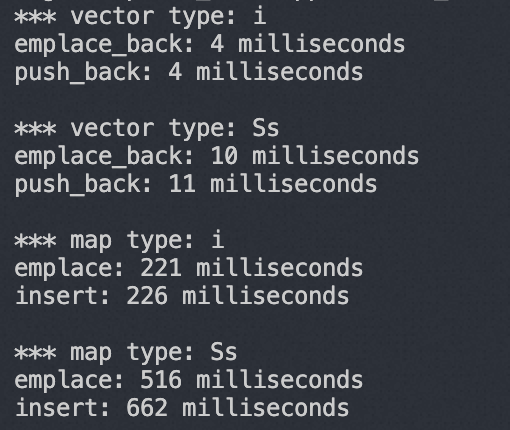 *** vector type: i
emplace_back: 4 milliseconds
push_back: 4 milliseconds

*** vector type: Ss
emplace_back: 10 milliseconds
push_back: 11 milliseconds

*** map type: i
emplace: 221 milliseconds
insert: 226 milliseconds

*** map type: Ss
emplace: 516 milliseconds
insert: 662 milliseconds